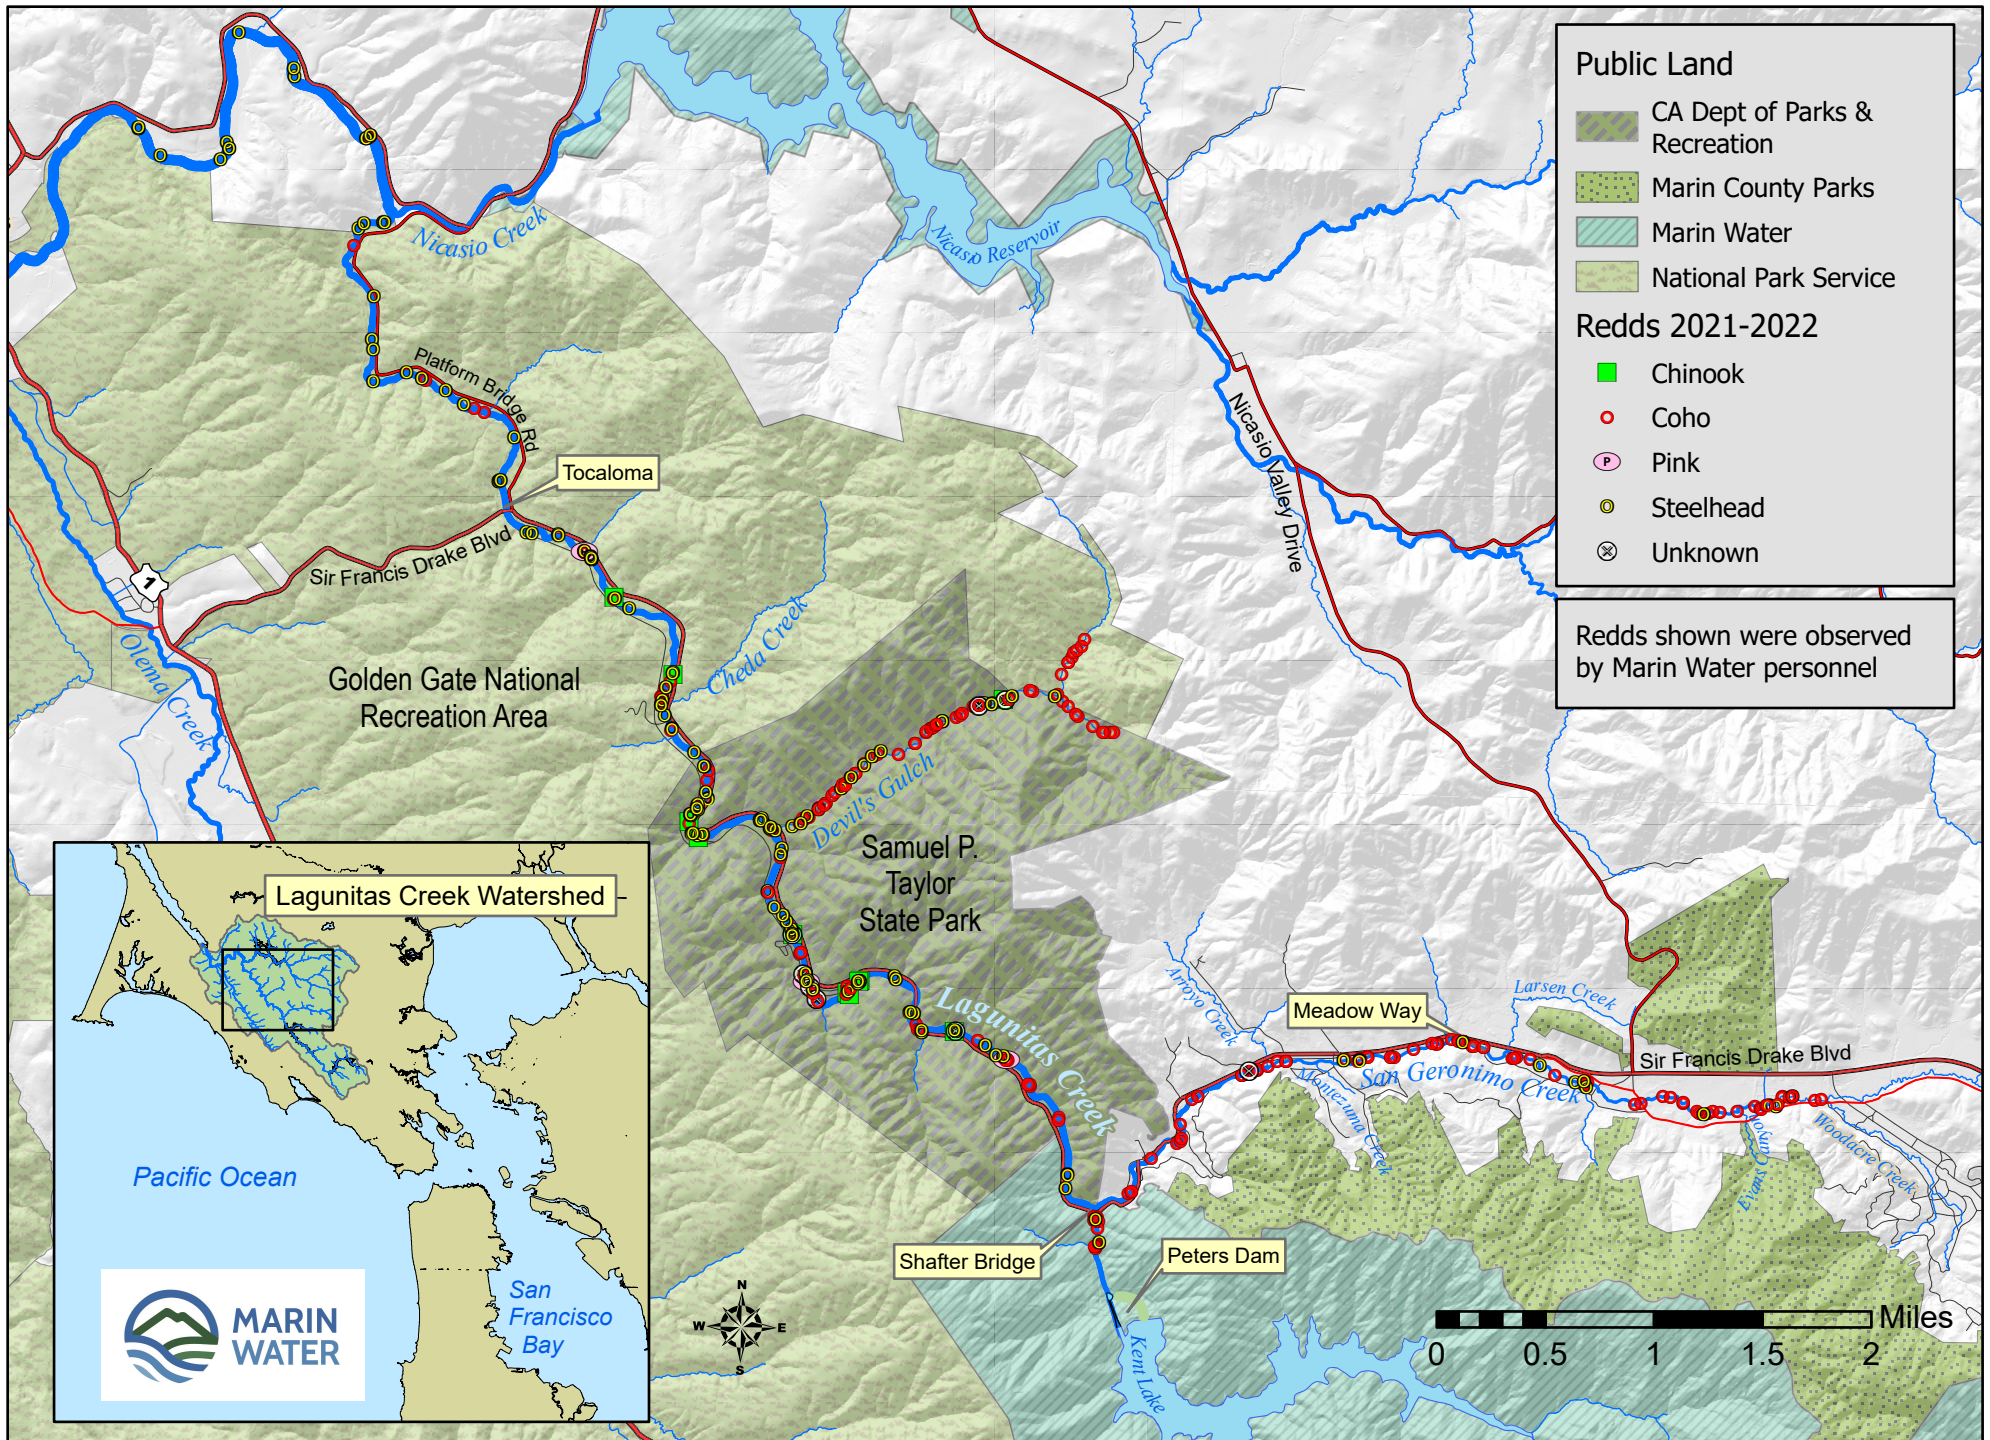 Public Land
CA Dept of Parks &
Recreation
Marin County Parks
Marin Water
National Park Service
Redds 2021-2022
Chinook
Coho
P
Pink
Steelhead
Unknown
Redds shown were observed
by Marin Water personnel
Nicasio Creek
Nicasio Reservoir
Platform Bridge Rd
Nicasio Valley Drive
Tocaloma
Sir Francis Drake Blvd
1
Olema
Creek
Golden Gate National
Recreation Area
Cheda Creek
Devil's Gulch
Samuel P.
Taylor
State Park
Lagunitas
Creek
Arroyo Creek
Meadow Way
Larsen Creek
Sir Francis Drake Blvd
San Geronimo Creek
Montezuma Creek
Evans Cnyon
Woodacre Creek
Shafter Bridge
Peters Dam
Kent Lake
Lagunitas Creek Watershed
Pacific Ocean
San
Francisco
Bay
MARIN
WATER
N
W
E
S
Miles
0
0.5
1
1.5
2